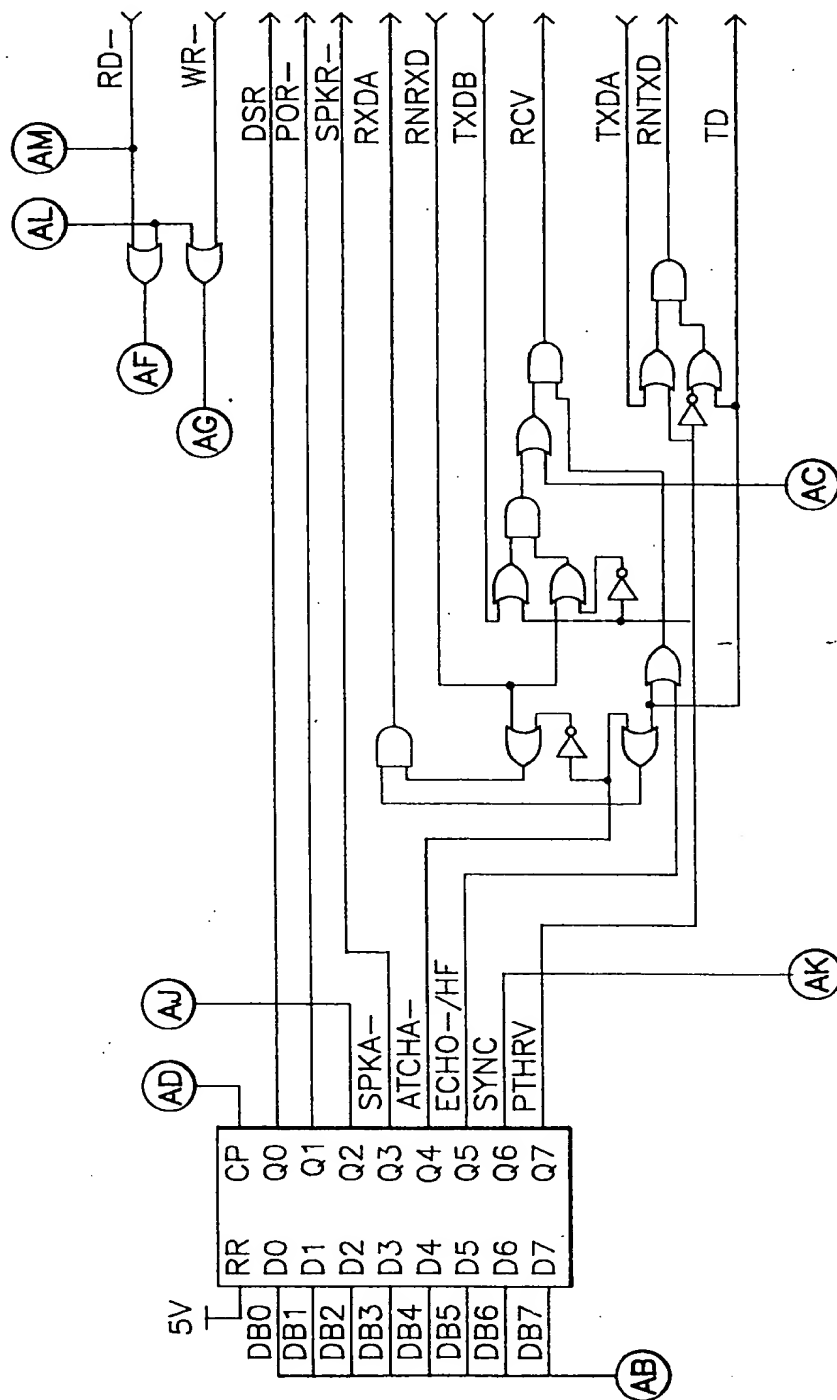 AM
RD-
AL
WR-
AF
AG
DSR
POR-
SPKR-
RXDA
RNRXD
TXDB
RCV
TXDA
RNTXD
TD
AC
AJ
AD
SPKA-
ATCHA-
ECHO-/HF
SYNC
PTHRV
AK
5V
RR CP
DB0 D0 Q0
DB1 D1 Q1
DB2 D2 Q2
DB3 D3 Q3
DB4 D4 Q4
DB5 D5 Q5
DB6 D6 Q6
DB7 D7 Q7
AB